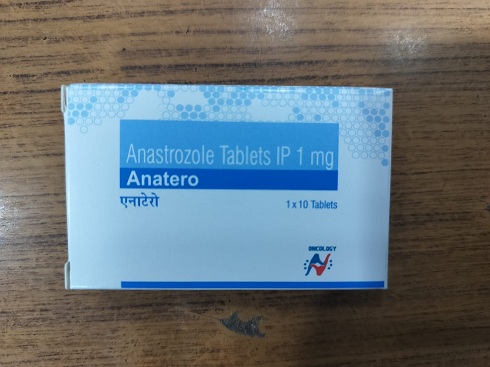 Anastrozole Tablets IP 1 mg
Anatero
एनाटेरो
1 x 10 Tablets
ONCOLOGY